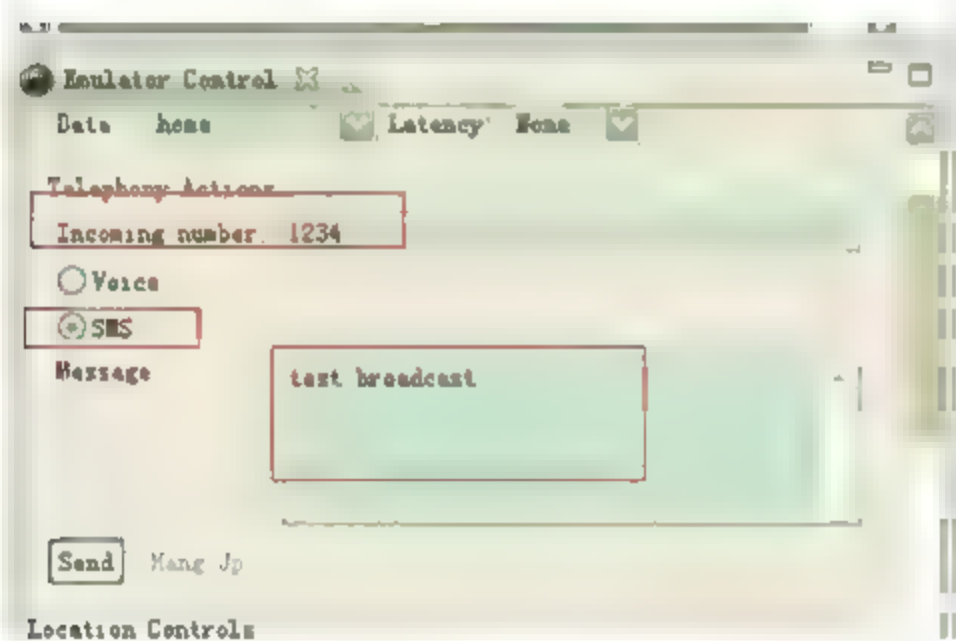 Emulator Control
Data home Latency None
Telephony Actions
Incoming number 1234
Voice
SMS
Message test broadcast
Send Hang Up
Location Controls